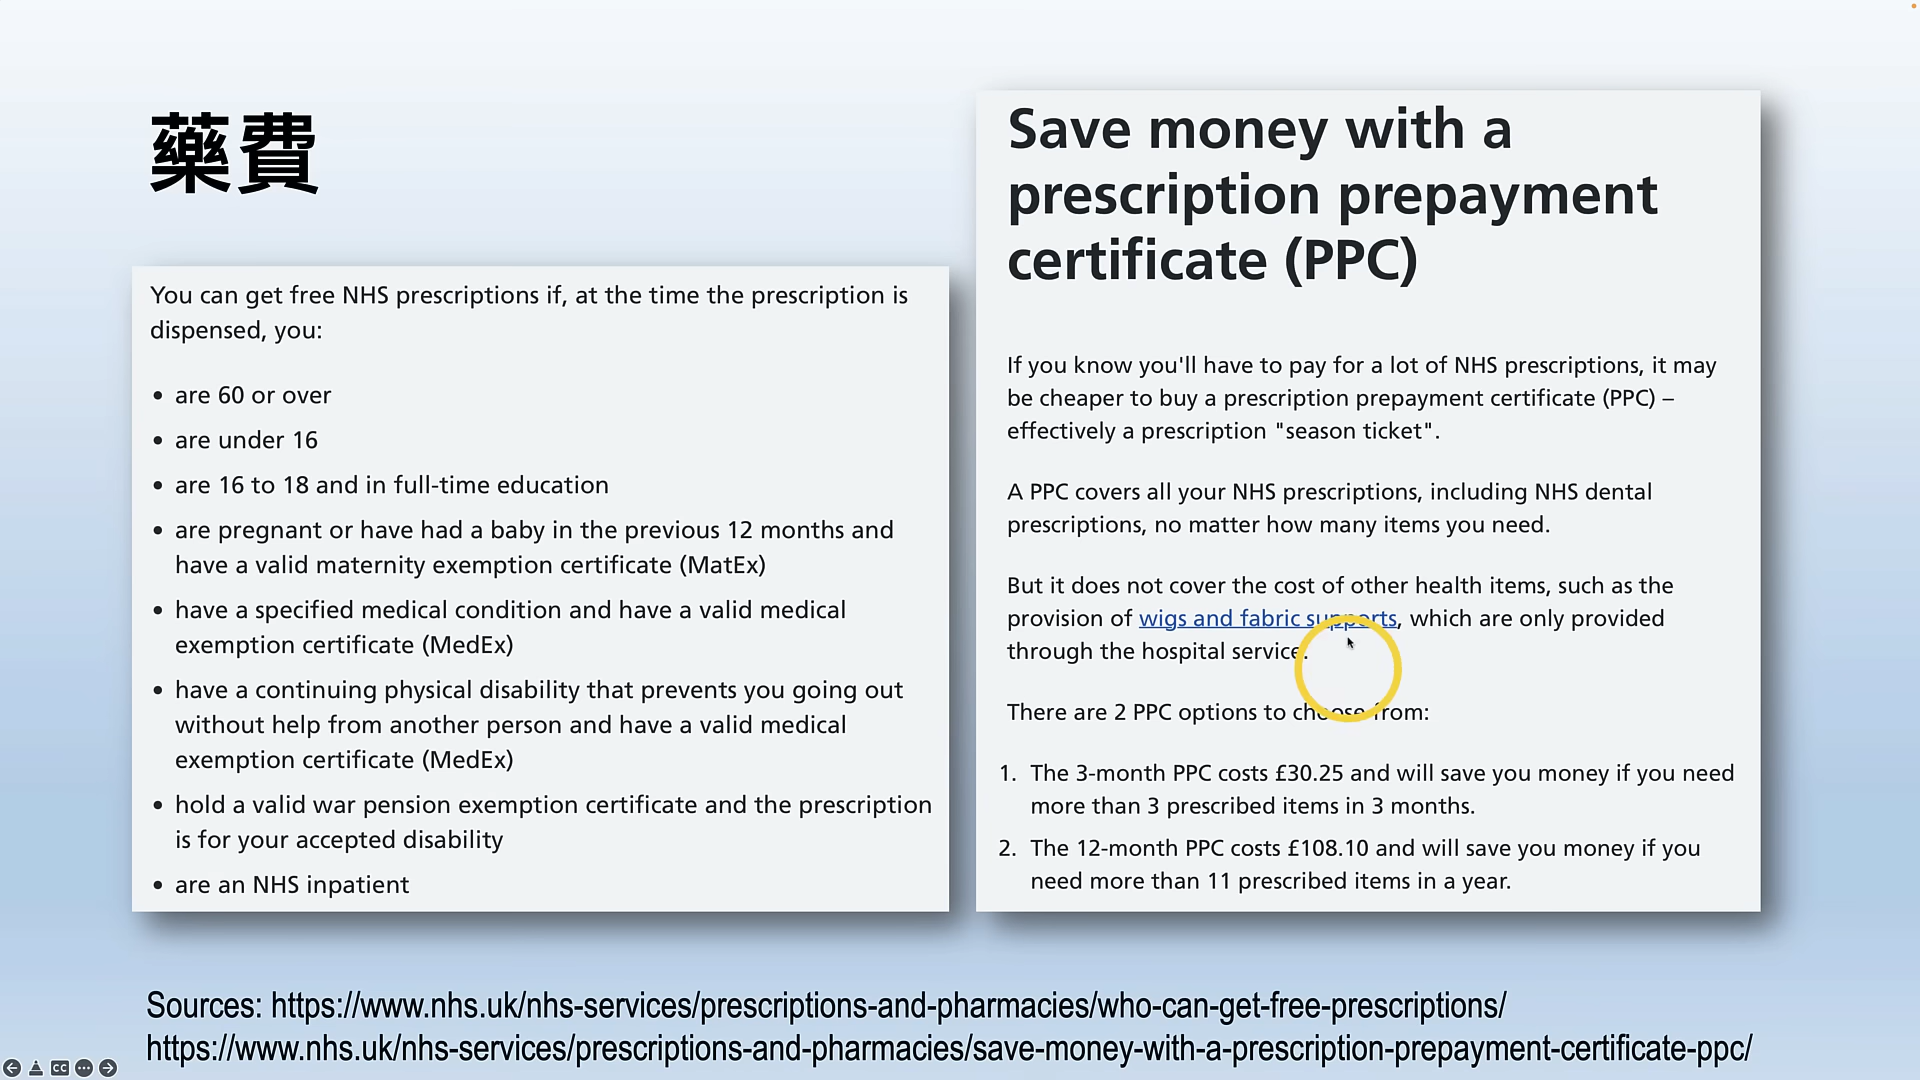 藥費
You can get free NHS prescriptions if, at the time the prescription is
dispensed, you:
• are 60 or over
• are under 16
• are 16 to 18 and in full-time education
• are pregnant or have had a baby in the previous 12 months and
have a valid maternity exemption certificate (MatEx)
• have a specified medical condition and have a valid medical
exemption certificate (MedEx)
• have a continuing physical disability that prevents you going out
without help from another person and have a valid medical
exemption certificate (MedEx)
• hold a valid war pension exemption certificate and the prescription
is for your accepted disability
• are an NHS inpatient
Save money with a
prescription prepayment
certificate (PPC)
If you know you'll have to pay for a lot of NHS prescriptions, it may
be cheaper to buy a prescription prepayment certificate (PPC) –
effectively a prescription "season ticket".
A PPC covers all your NHS prescriptions, including NHS dental
prescriptions, no matter how many items you need.
But it does not cover the cost of other health items, such as the
provision of wigs and fabric supports, which are only provided
through the hospital service.
There are 2 PPC options to choose from:
1. The 3-month PPC costs £30.25 and will save you money if you need
more than 3 prescribed items in 3 months.
2. The 12-month PPC costs £108.10 and will save you money if you
need more than 11 prescribed items in a year.
Sources: https://www.nhs.uk/nhs-services/prescriptions-and-pharmacies/who-can-get-free-prescriptions/
https://www.nhs.uk/nhs-services/prescriptions-and-pharmacies/save-money-with-a-prescription-prepayment-certificate-ppc/
CC